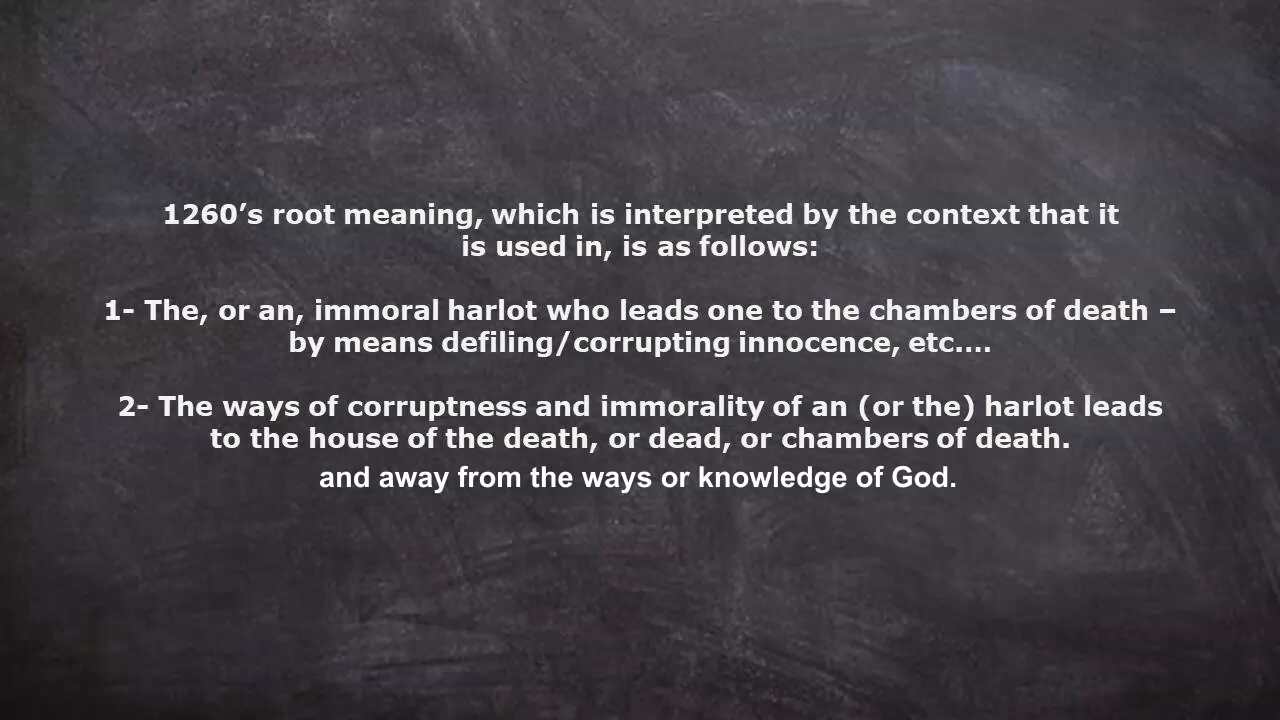 1260’s root meaning, which is interpreted by the context that it
is used in, is as follows:
1- The, or an, immoral harlot who leads one to the chambers of death –
by means defiling/corrupting innocence, etc....
2- The ways of corruptness and immorality of an (or the) harlot leads
to the house of the death, or dead, or chambers of death.
and away from the ways or knowledge of God.